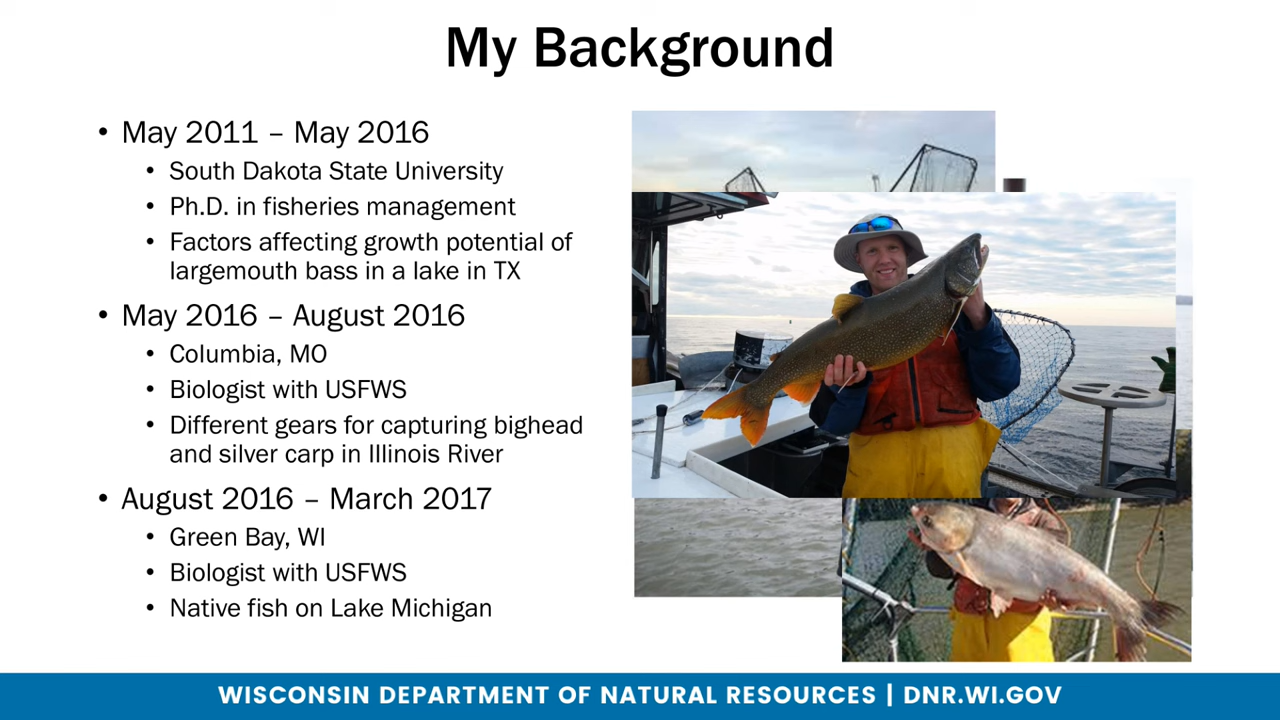 My Background
• May 2011 – May 2016
• South Dakota State University
• Ph.D. in fisheries management
• Factors affecting growth potential of
largemouth bass in a lake in TX
• May 2016 – August 2016
• Columbia, MO
• Biologist with USFWS
• Different gears for capturing bighead
and silver carp in Illinois River
• August 2016 – March 2017
• Green Bay, WI
• Biologist with USFWS
• Native fish on Lake Michigan
WISCONSIN DEPARTMENT OF NATURAL RESOURCES | DNR.WI.GOV